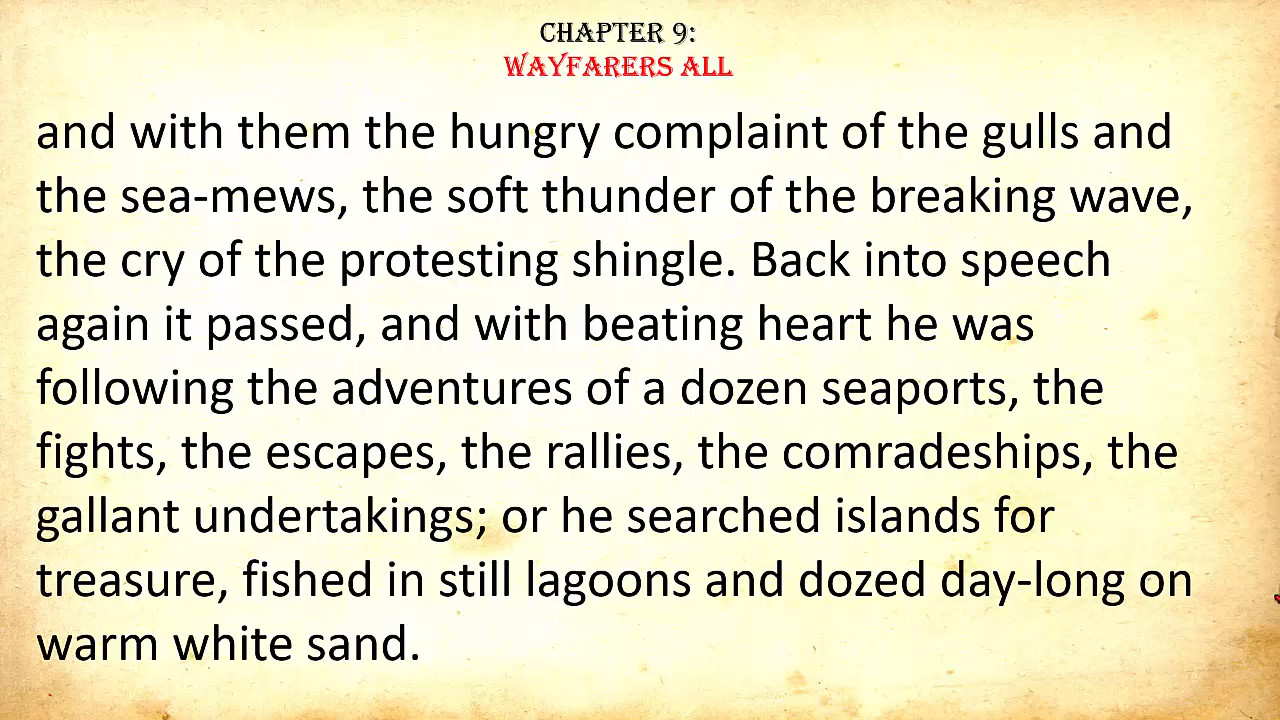 CHAPTER 9:
WAYFARERS ALL
and with them the hungry complaint of the gulls and
the sea-mews, the soft thunder of the breaking wave,
the cry of the protesting shingle. Back into speech
again it passed, and with beating heart he was
following the adventures of a dozen seaports, the
fights, the escapes, the rallies, the comradeships, the
gallant undertakings; or he searched islands for
treasure, fished in still lagoons and dozed day-long on
warm white sand.